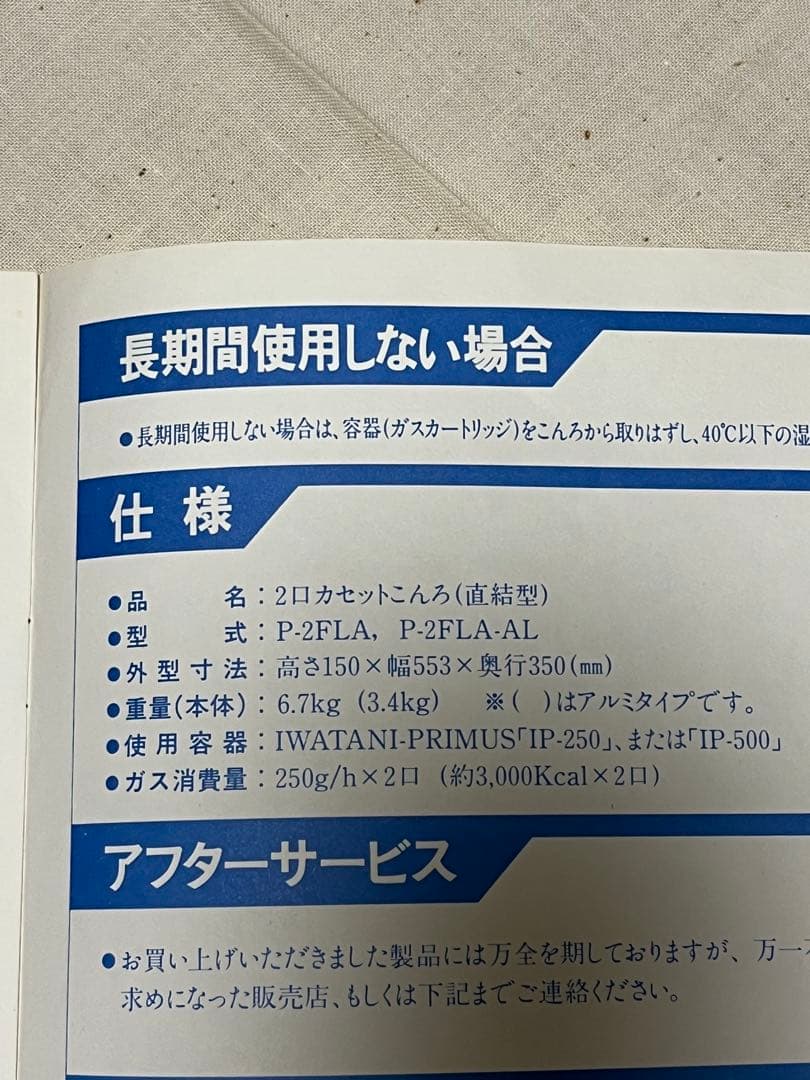 長期間使用しない場合
●長期間使用しない場合は、容器(ガスカートリッジ)をこんろから取りはずし、40℃以下の湿
仕様
●品名：2口カセットこんろ(直結型)
●型式：P-2FLA, P-2FLA-AL
●外型寸法：高さ150×幅553×奥行350(㎜)
●重量(本体)：6.7kg (3.4kg) ※( )はアルミタイプです。
●使用容器：IWATANI-PRIMUS｢IP-250｣､または｢IP-500｣
●ガス消費量：250g/h×2口 (約3,000Kcal×2口)
アフターサービス
●お買い上げいただきました製品には万全を期しておりますが、万一
求めになった販売店、もしくは下記までご連絡ください。